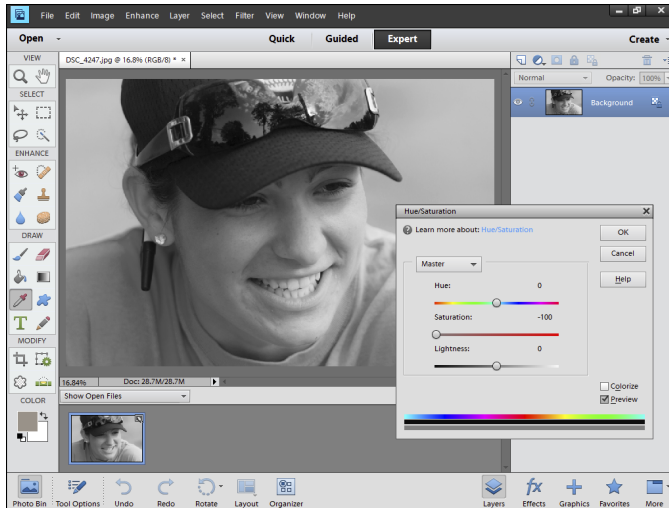 File Edit Image Enhance Layer Select Filter View Window Help
Open Quick Guided Expert Create
VIEW
DSC_4247.jpg @ 16.8% (RGB/8) * ×
SELECT
Normal Opacity: 100%
Background
ENHANCE
DRAW
Hue/Saturation
Learn more about: Hue/Saturation
OK
Cancel
Master
Help
Hue: 0
Saturation: -100
Lightness: 0
T
MODIFY
16.84% Doc: 28.7M/28.7M
Colorize
Show Open Files
Preview
COLOR
Photo Bin Tool Options Undo Redo Rotate Layout Organizer Layers Effects Graphics Favorites More